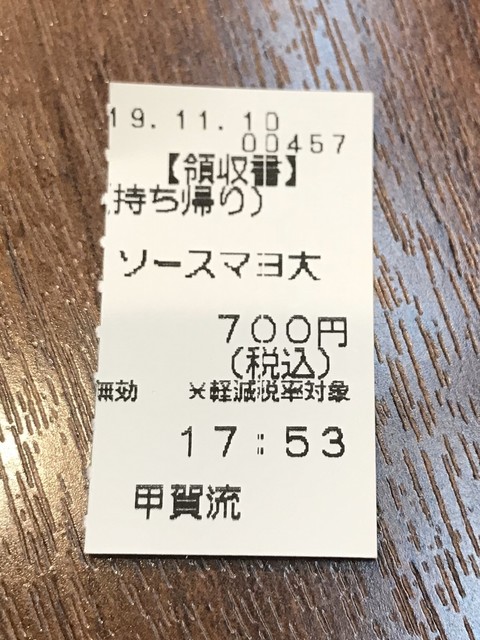 19.11.10
00457
【領収書】
(持ち帰り)
ソースマヨ大
700円
(税込)
無効 ※軽減税率対象
17:53
甲賀流